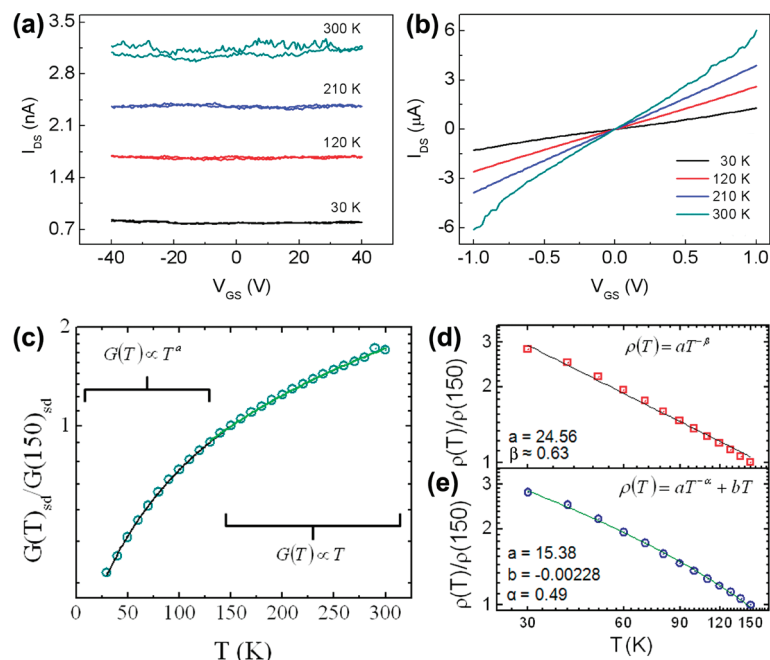 (a)
3.5
2.8
2.1
1.4
0.7
I_DS (nA)
300 K
210 K
120 K
30 K
-40
-20
0
20
40
V_GS (V)
(b)
6
3
0
-3
-6
I_DS (μA)
30 K
120 K
210 K
300 K
-1.0
-0.5
0.0
0.5
1.0
V_GS (V)
(c)
2
1
G(T)_sd/G(150)_sd
G(T) ∝ T^a
G(T) ∝ T
0
50
100
150
200
250
300
T (K)
(d)
3
2
1
ρ(T)/ρ(150)
ρ(T) = aT^-β
a = 24.56
β ≈ 0.63
(e)
3
2
1
ρ(T)/ρ(150)
ρ(T) = aT^-α + bT
a = 15.38
b = -0.00228
α = 0.49
30
60
90
120
150
T (K)